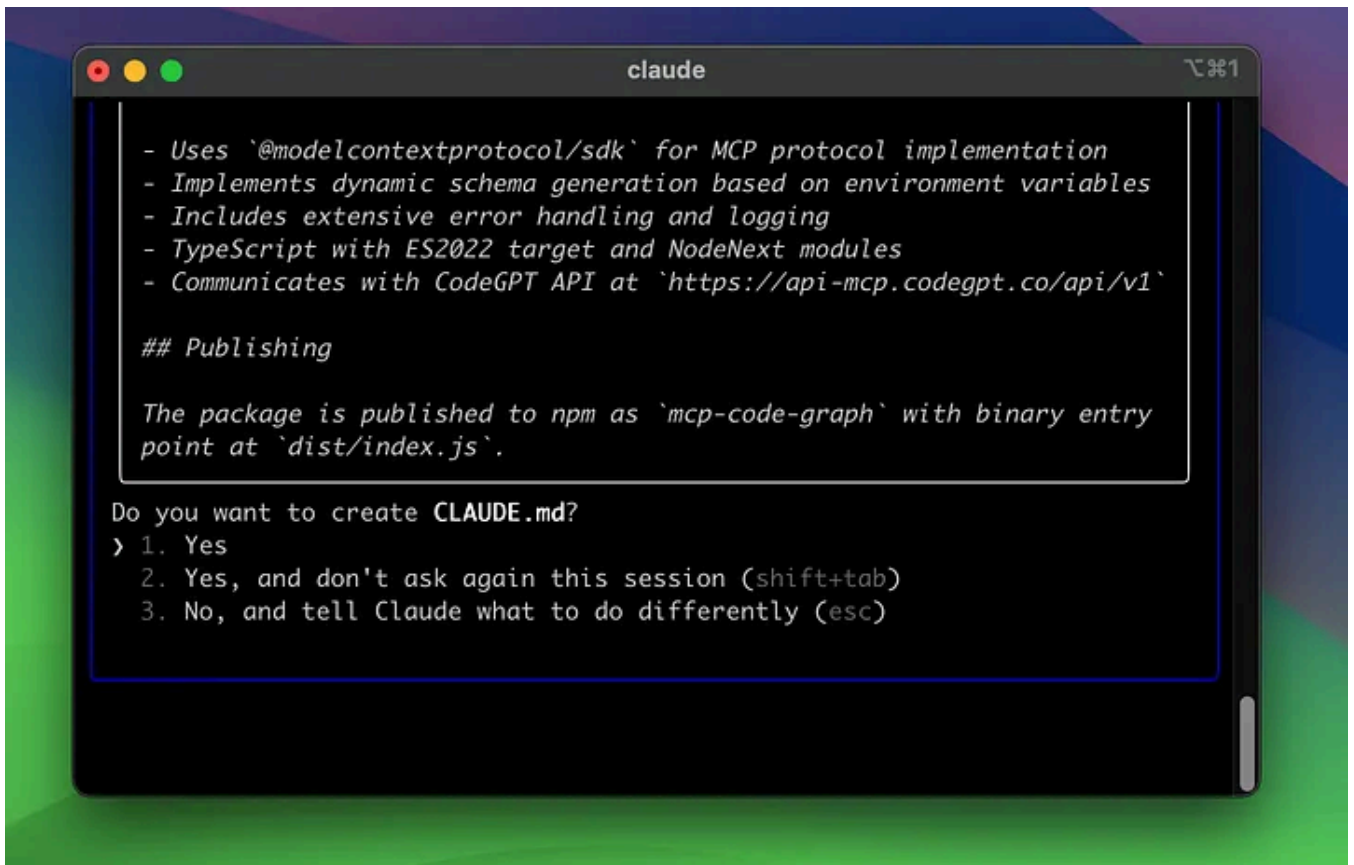 claude
⌥⌘1
- Uses `@modelcontextprotocol/sdk` for MCP protocol implementation
- Implements dynamic schema generation based on environment variables
- Includes extensive error handling and logging
- TypeScript with ES2022 target and NodeNext modules
- Communicates with CodeGPT API at `https://api-mcp.codegpt.co/api/v1`
## Publishing
The package is published to npm as `mcp-code-graph` with binary entry
point at `dist/index.js`.
Do you want to create CLAUDE.md?
❯ 1. Yes
2. Yes, and don't ask again this session (shift+tab)
3. No, and tell Claude what to do differently (esc)